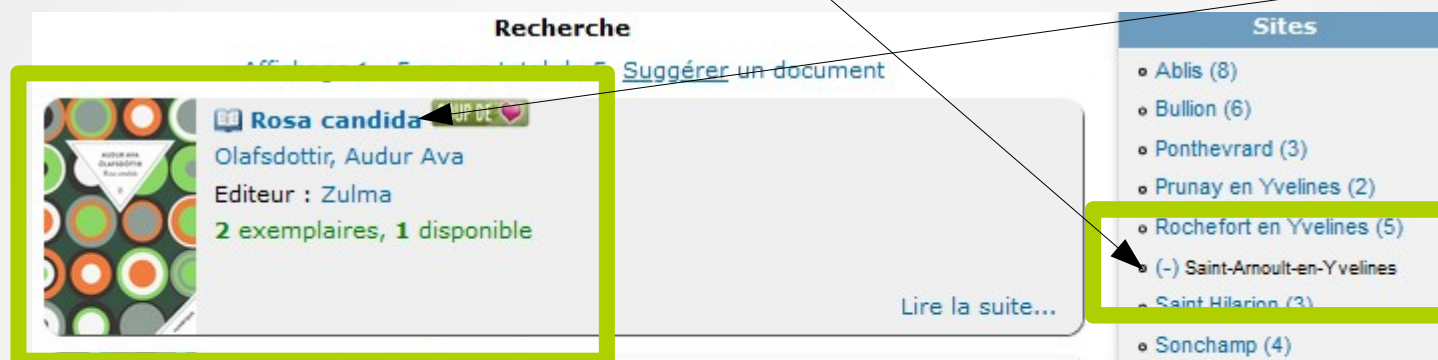 Recherche
Suggérer un document
Rosa candida
Olafsdottir, Audur Ava
Editeur : Zulma
2 exemplaires, 1 disponible
Lire la suite...
Sites
Ablis (8)
Bullion (6)
Ponthevrard (3)
Prunay en Yvelines (2)
Rochefort en Yvelines (5)
(-) Saint-Arnoult-en-Yvelines
Saint Hilarion (3)
Sonchamp (4)